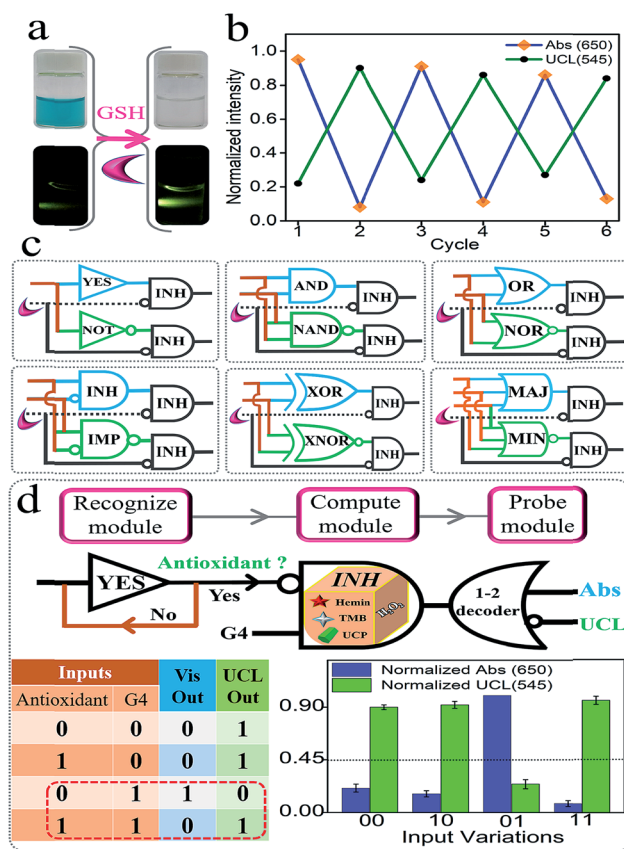 a
GSH
b
Normalized intensity
1.0
0.8
0.6
0.4
0.2
0.0
Abs (650)
UCL(545)
1 2 3 4 5 6
Cycle
c
YES INH
NOT INH
AND INH
NAND INH
OR INH
NOR INH
INH INH
IMP INH
XOR INH
XNOR INH
MAJ INH
MIN INH
d
Recognize module
Compute module
Probe module
Antioxidant ?
YES
Yes
No
G4
INH
Hemin
TMB
UCP
H₂O₂
1-2
decoder
Abs
UCL
Inputs Vis Out UCL Out
Antioxidant G4
0 0 0 1
1 0 0 1
0 1 1 0
1 1 0 1
Normalized Abs (650)
Normalized UCL(545)
0.90
0.45
0.00
00 10 01 11
Input Variations